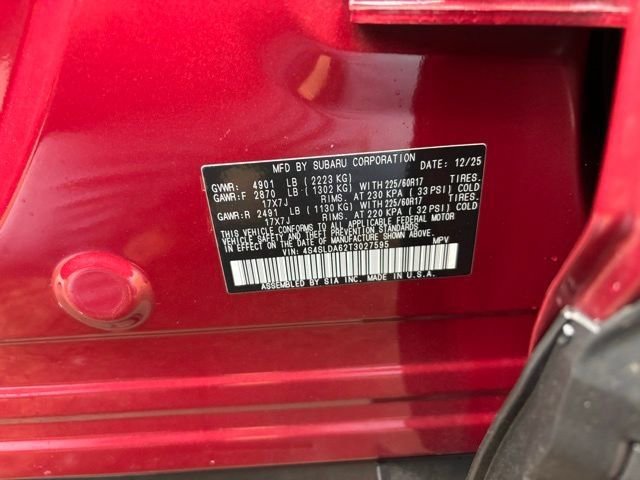 MFD BY SUBARU CORPORATION DATE: 12/25
GVWR: 4901 LB (2223 KG)
GAWR:F 2870 LB (1302 KG) WITH 225/60R17 TIRES.
17X7J RIMS. AT 230 KPA (33 PSI) COLD
GAWR:R 2491 LB (1130 KG) WITH 225/60R17 TIRES.
17X7J RIMS. AT 220 KPA (32 PSI) COLD
THIS VEHICLE CONFORMS TO ALL APPLICABLE FEDERAL MOTOR
VEHICLE SAFETY AND THEFT PREVENTION STANDARDS
IN EFFECT ON THE DATE OF MANUFACTURE SHOWN ABOVE.
VIN: 4S4SLDA62T3027595 MPV
ASSEMBLED BY SIA INC. MADE IN U.S.A.